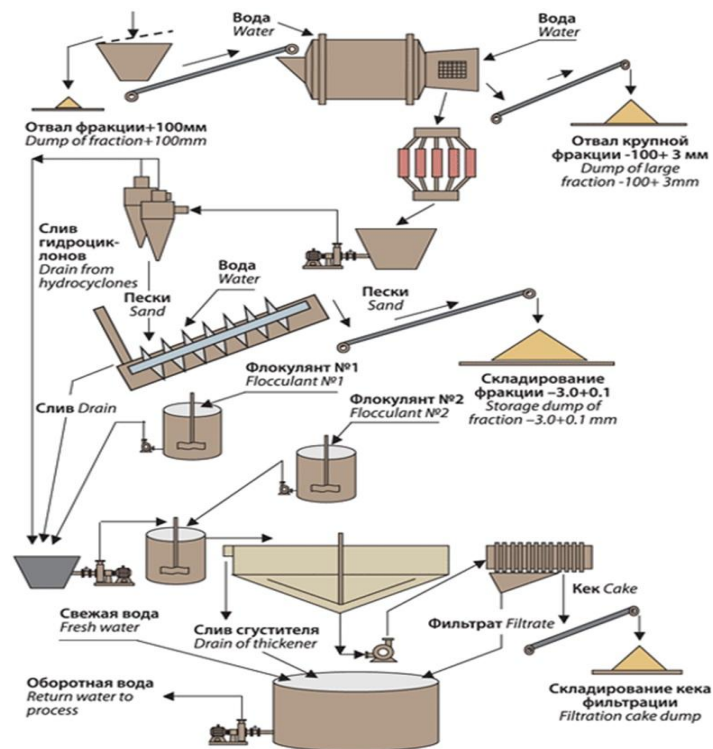 Вода
Water
Вода
Water
Отвал фракции+100мм
Dump of fraction+100mm
Отвал крупной
фракции -100+ 3 мм
Dump of large
fraction -100+ 3mm
Слив
гидроцик-
лонов
Drain from
hydrocyclones
Вода
Water
Пески
Sand
Пески
Sand
Флокулянт №1
Flocculant №1
Складирование
фракции –3.0+0.1
Storage dump of
fraction –3.0+0.1 mm
Флокулянт №2
Flocculant №2
Слив Drain
Кек Cake
Свежая вода
Fresh water
Слив сгустителя
Drain of thickener
Фильтрат Filtrate
Оборотная вода
Return water to
process
Складирование кека
фильтрации
Filtration cake dump